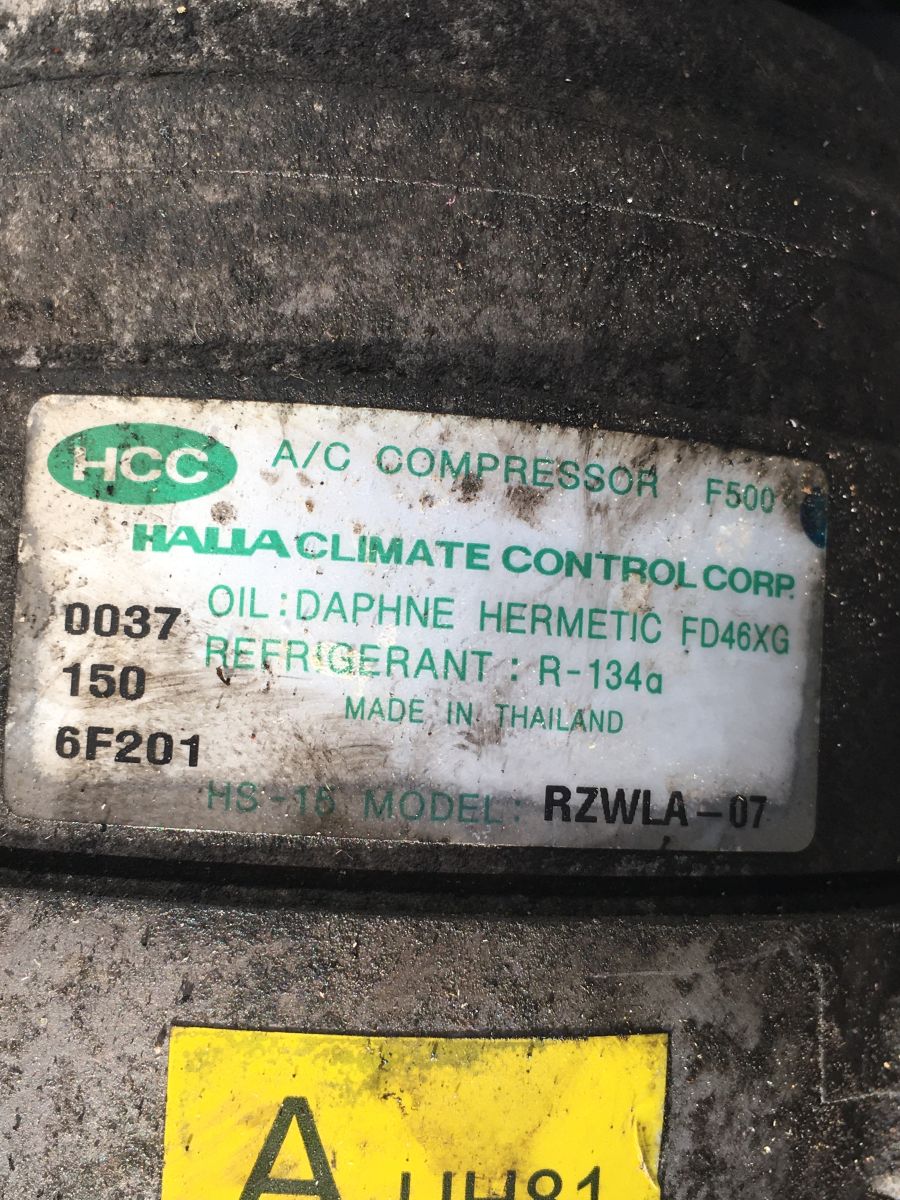 HCC A/C COMPRESSOR F500
HALLA CLIMATE CONTROL CORP.
OIL : DAPHNE HERMETIC FD46XG
0037
REFRIGERANT : R-134a
150
MADE IN THAILAND
6F201
HS-15 MODEL: RZWLA-07
A